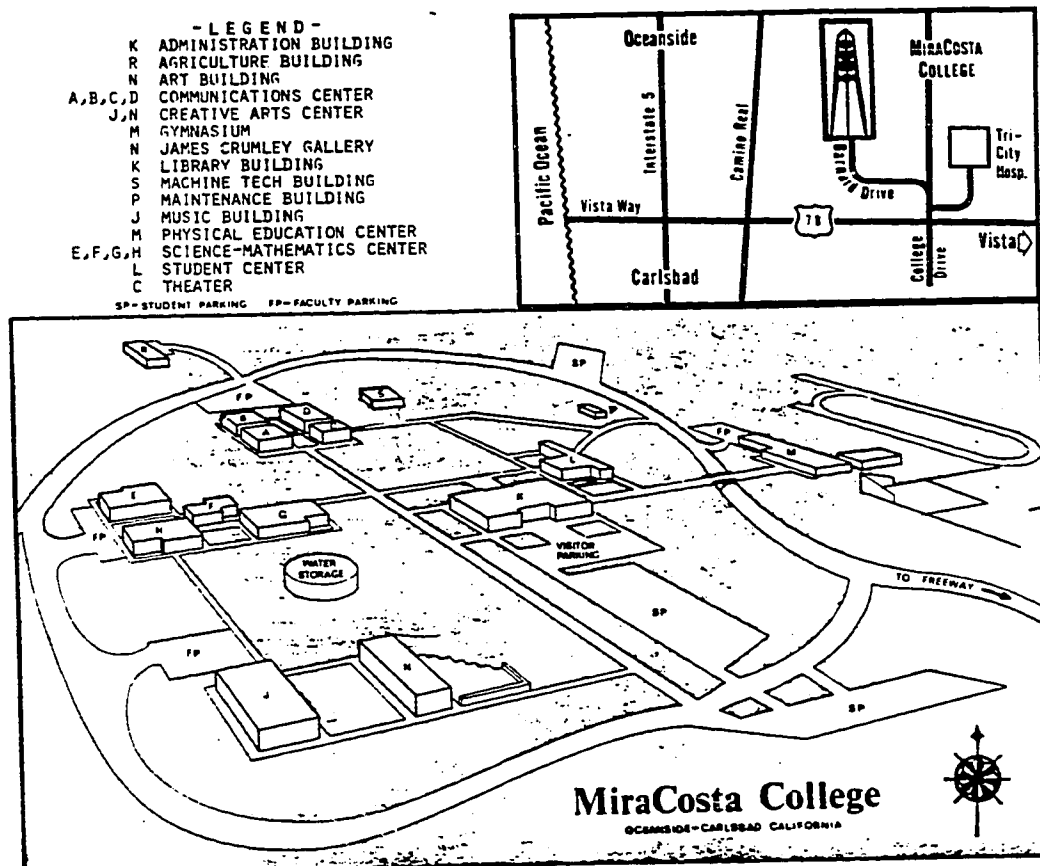 -LEGEND-
K ADMINISTRATION BUILDING
R AGRICULTURE BUILDING
N ART BUILDING
A,B,C,D COMMUNICATIONS CENTER
J,N CREATIVE ARTS CENTER
M GYMNASIUM
N JAMES CRUMLEY GALLERY
K LIBRARY BUILDING
S MACHINE TECH BUILDING
P MAINTENANCE BUILDING
J MUSIC BUILDING
M PHYSICAL EDUCATION CENTER
E,F,G,H SCIENCE-MATHEMATICS CENTER
L STUDENT CENTER
C THEATER
SP-STUDENT PARKING FP-FACULTY PARKING
Oceanside
MIRACOSTA
COLLEGE
Pacific Ocean
Interstate 5
Camino Real
Barnard Drive
Tri-
City
Hosp.
Vista Way
78
College
Drive
Vista
Carlsbad
R
FP
SP
S
D
B
A
FP
M
L
K
E
F
G
H
FP
VISITOR
PARKING
WATER
STORAGE
TO FREEWAY
SP
FP
N
J
SP
MiraCosta College
OCEANSIDE-CARLSBAD CALIFORNIA